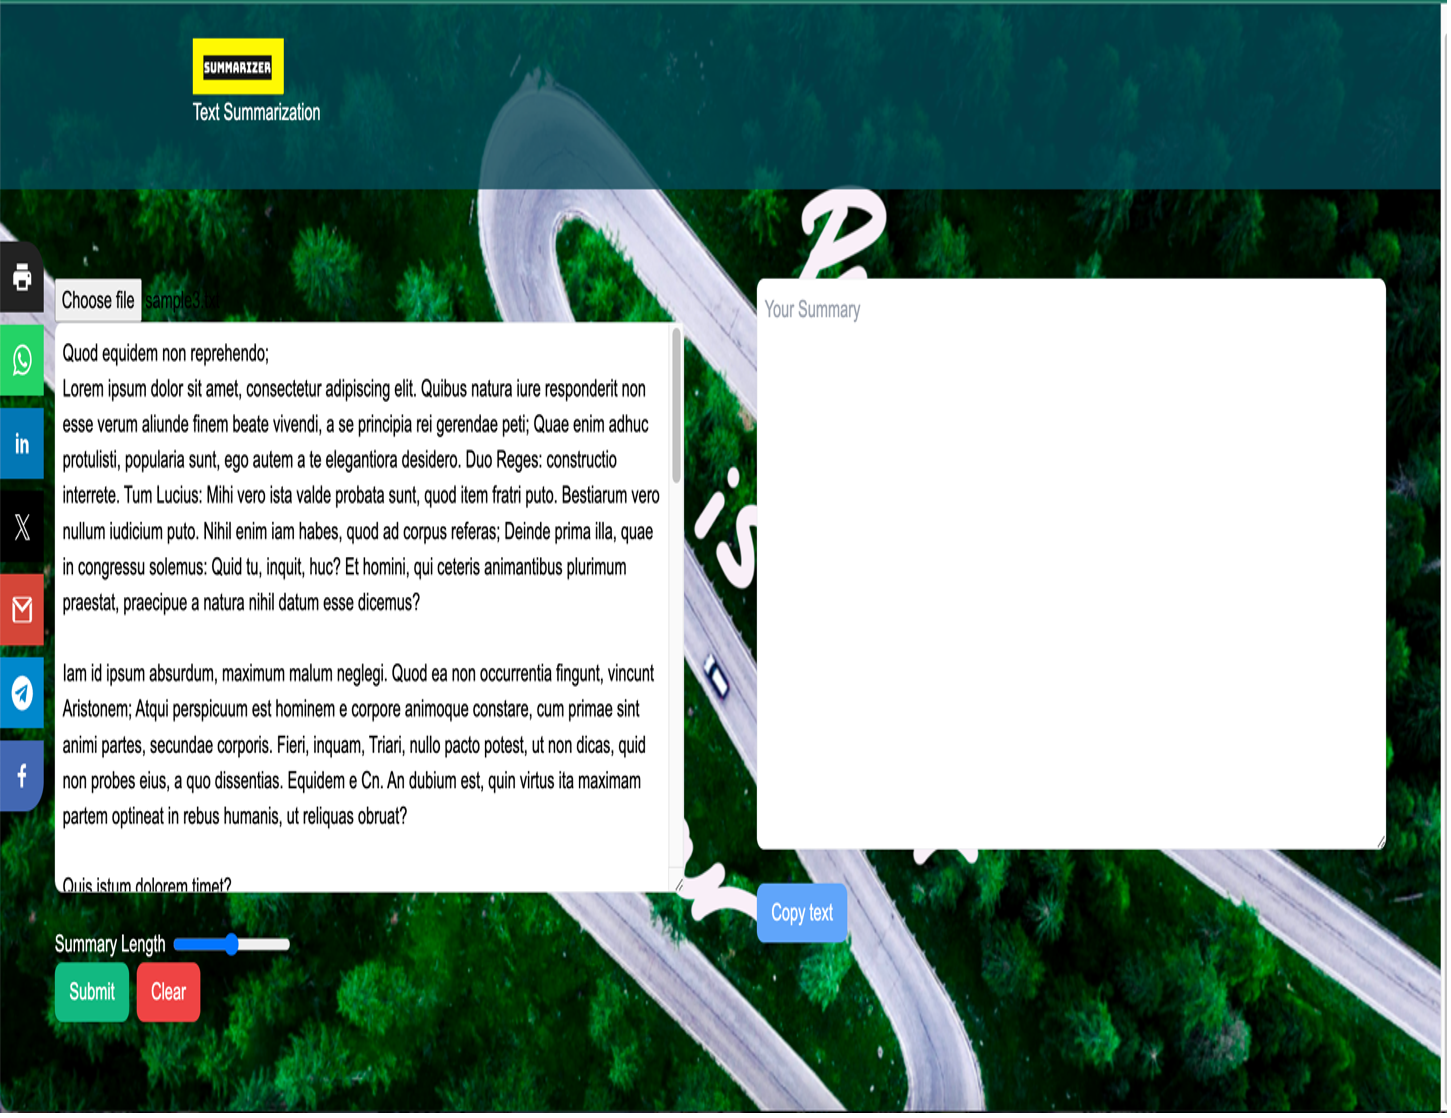 SUMMARIZER
Text Summarization
Choose file sample3.txt
Quod equidem non reprehendo;
Lorem ipsum dolor sit amet, consectetur adipiscing elit. Quibus natura iure responderit non
esse verum aliunde finem beate vivendi, a se principia rei gerendae peti; Quae enim adhuc
protulisti, popularia sunt, ego autem a te elegantiora desidero. Duo Reges: constructio
interrete. Tum Lucius: Mihi vero ista valde probata sunt, quod item fratri puto. Bestiarum vero
nullum iudicium puto. Nihil enim iam habes, quod ad corpus referas; Deinde prima illa, quae
in congressu solemus: Quid tu, inquit, huc? Et homini, qui ceteris animantibus plurimum
praestat, praecipue a natura nihil datum esse dicemus?
Iam id ipsum absurdum, maximum malum neglegi. Quod ea non occurrentia fingunt, vincunt
Aristonem; Atqui perspicuum est hominem e corpore animoque constare, cum primae sint
animi partes, secundae corporis. Fieri, inquam, Triari, nullo pacto potest, ut non dicas, quid
non probes eius, a quo dissentias. Equidem e Cn. An dubium est, quin virtus ita maximam
partem optineat in rebus humanis, ut reliquas obruat?
Quis istum dolorem timet?
Summary Length
Submit Clear
Your Summary
Copy text
is
in
f